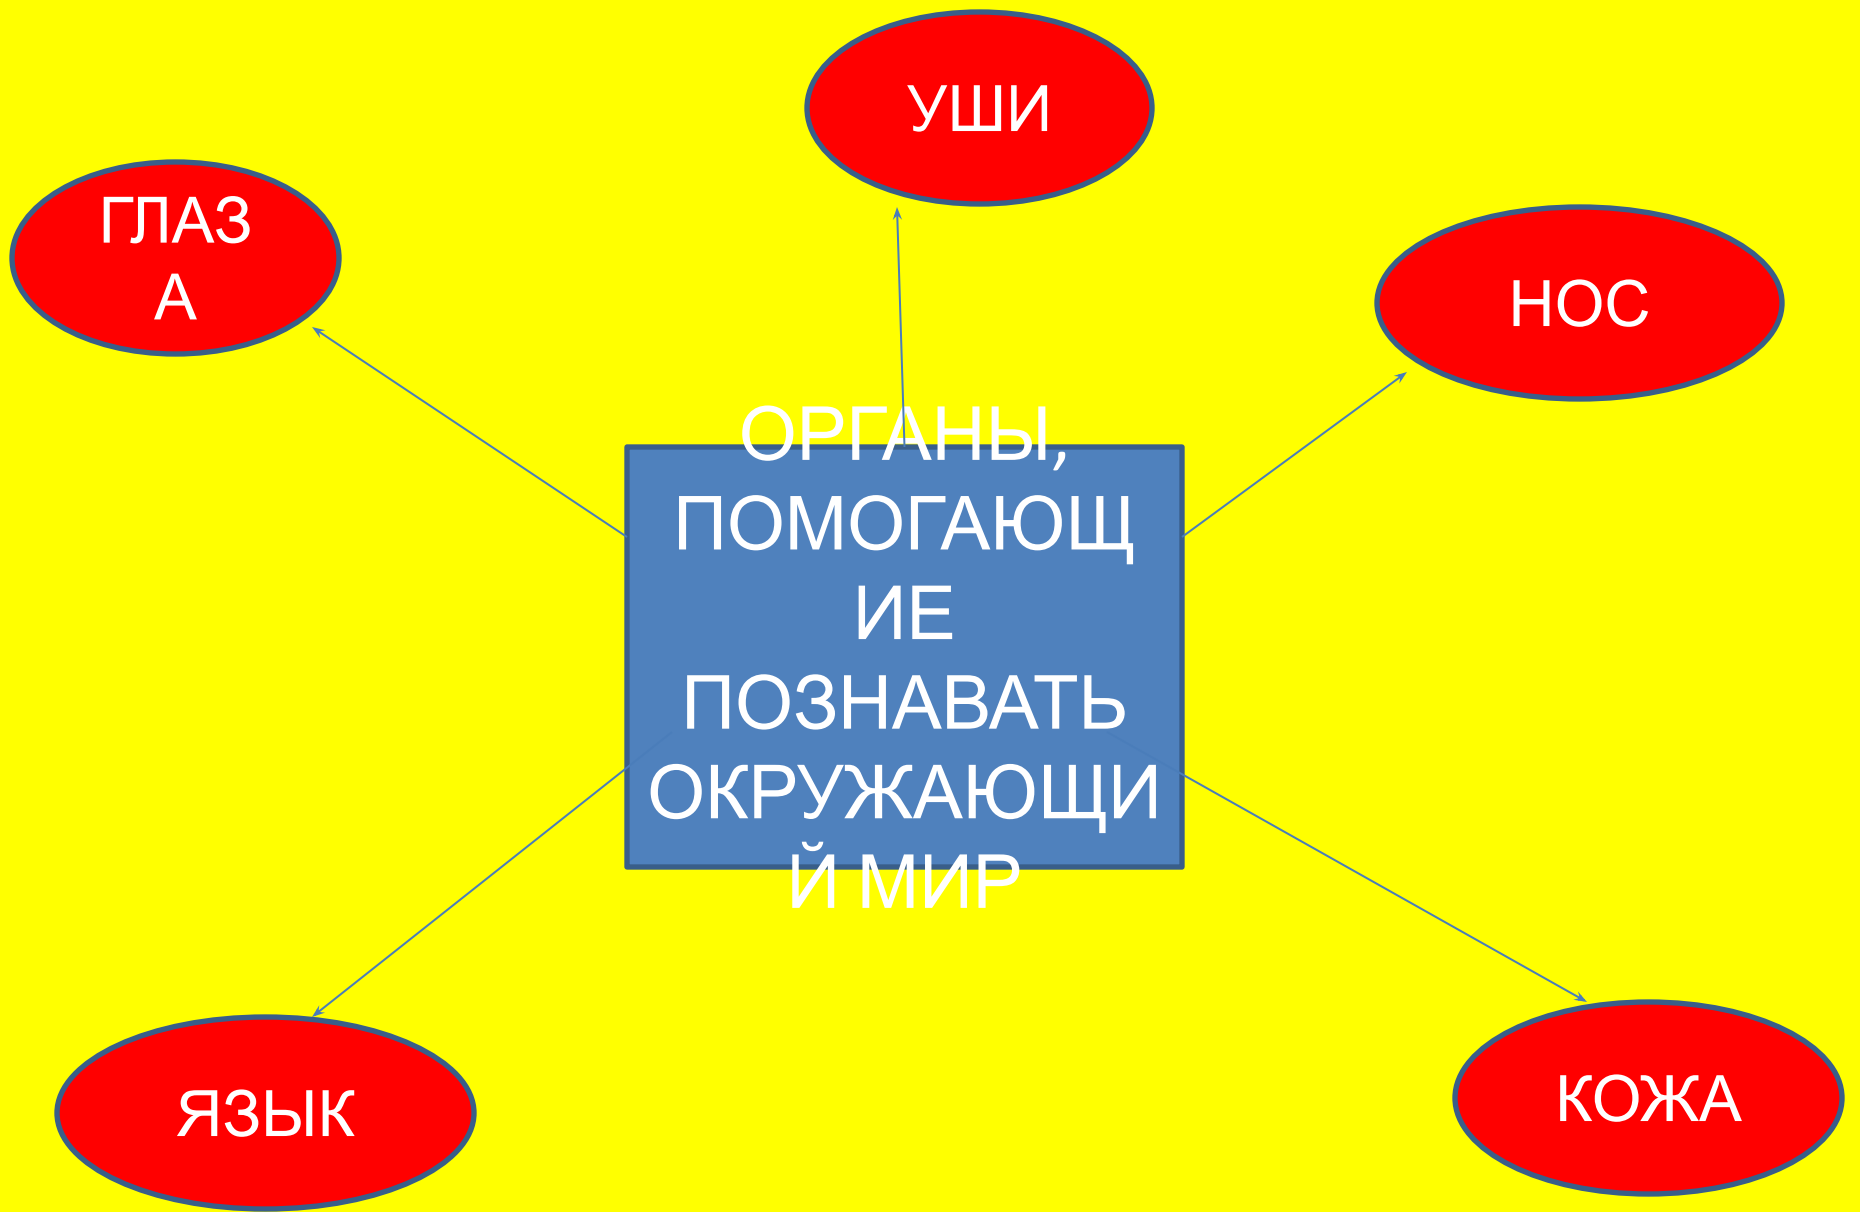 УШИ
ГЛАЗ
А
НОС
ОРГАНЫ,
ПОМОГАЮЩ
ИЕ
ПОЗНАВАТЬ
ОКРУЖАЮЩИ
Й МИР
ЯЗЫК
КОЖА